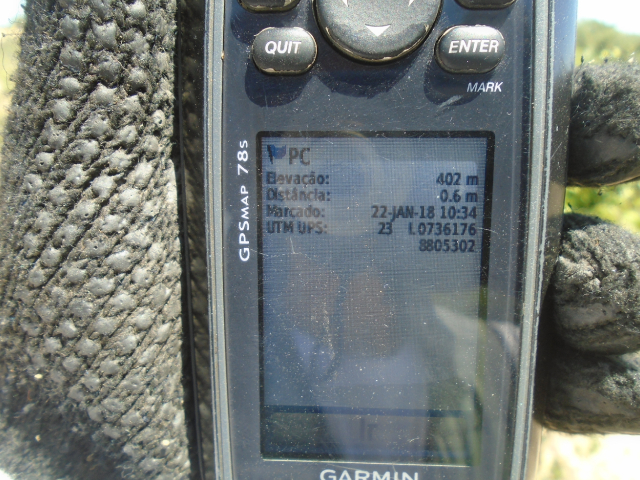 QUIT
ENTER
MARK
GPSMAP 78s
PC
Elevação: 402 m
Distância: 0.6 m
Marcado: 22-JAN-18 10:34
UTM UPS: 23 L 0736176
8805302
GARMIN